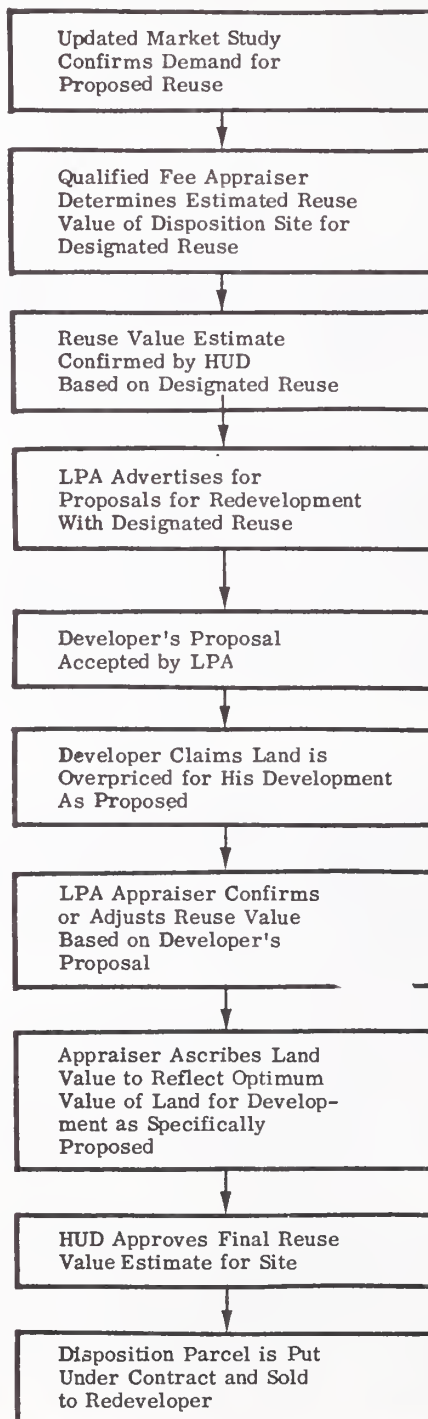 Updated Market Study
Confirms Demand for
Proposed Reuse
Qualified Fee Appraiser
Determines Estimated Reuse
Value of Disposition Site for
Designated Reuse
Reuse Value Estimate
Confirmed by HUD
Based on Designated Reuse
LPA Advertises for
Proposals for Redevelopment
With Designated Reuse
Developer's Proposal
Accepted by LPA
Developer Claims Land is
Overpriced for His Development
As Proposed
LPA Appraiser Confirms
or Adjusts Reuse Value
Based on Developer's
Proposal
Appraiser Ascribes Land
Value to Reflect Optimum
Value of Land for Develop-
ment as Specifically
Proposed
HUD Approves Final Reuse
Value Estimate for Site
Disposition Parcel is Put
Under Contract and Sold
to Redeveloper